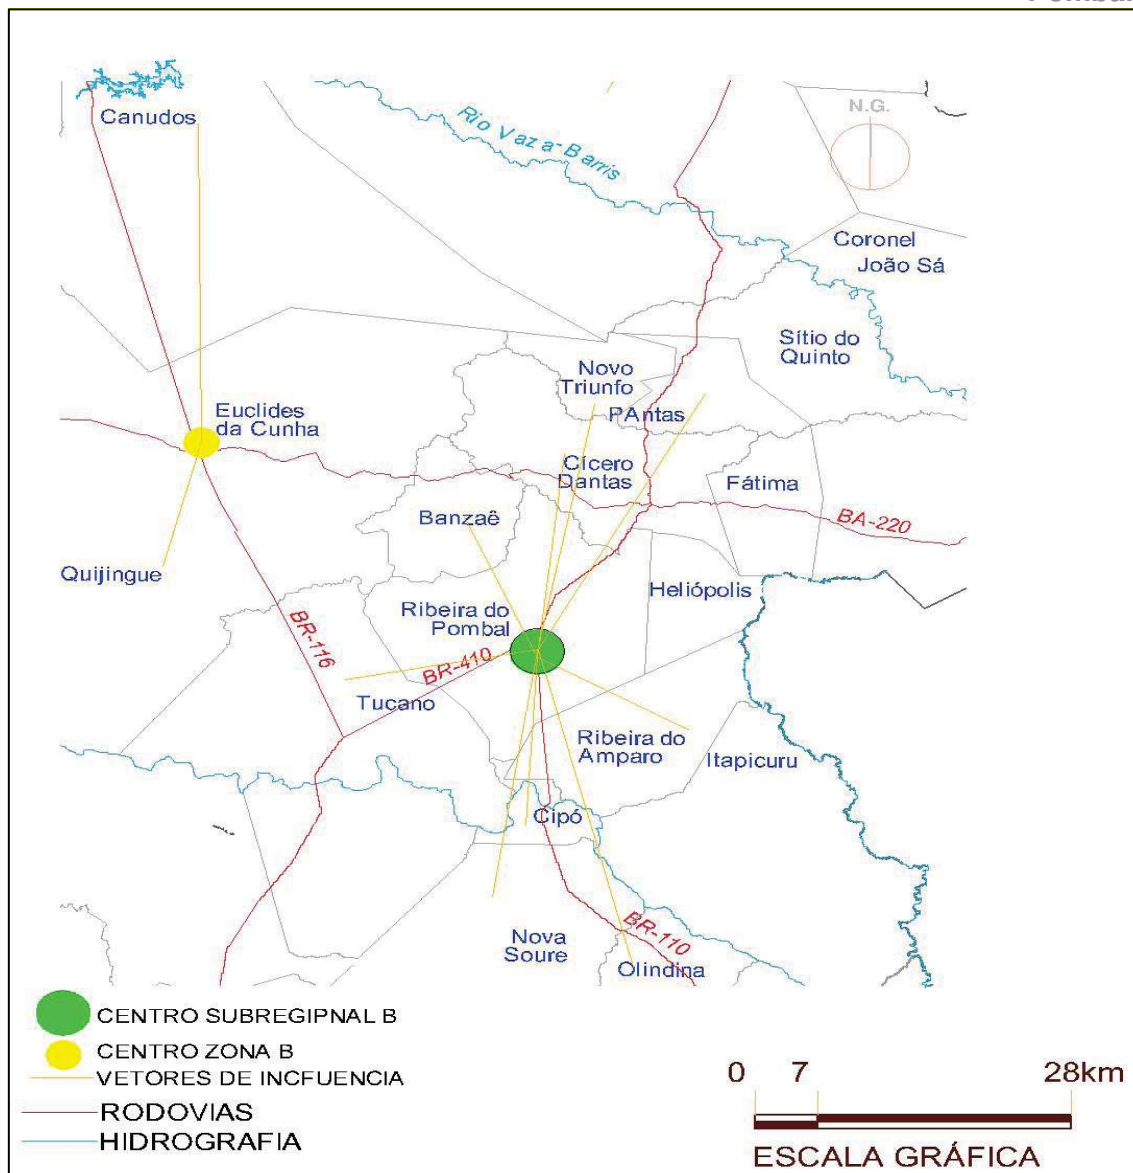 Canudos
Rio Vaza-Barris
N.G.
Coronel
João Sá
Sítio do
Quinto
Novo
Triunfo
PAntas
Euclides
da Cunha
Cícero
Dantas
Fátima
BA-220
Banzaê
Quijingue
Heliópolis
Ribeira do
Pombal
BR-116
BR-410
Tucano
Ribeira do
Amparo
Itapicuru
Cipó
Nova
Soure
BR-110
Olindina
CENTRO SUBREGIPNAL B
CENTRO ZONA B
VETORES DE INCFUENCIA
RODOVIAS
HIDROGRAFIA
0 7 28km
ESCALA GRÁFICA